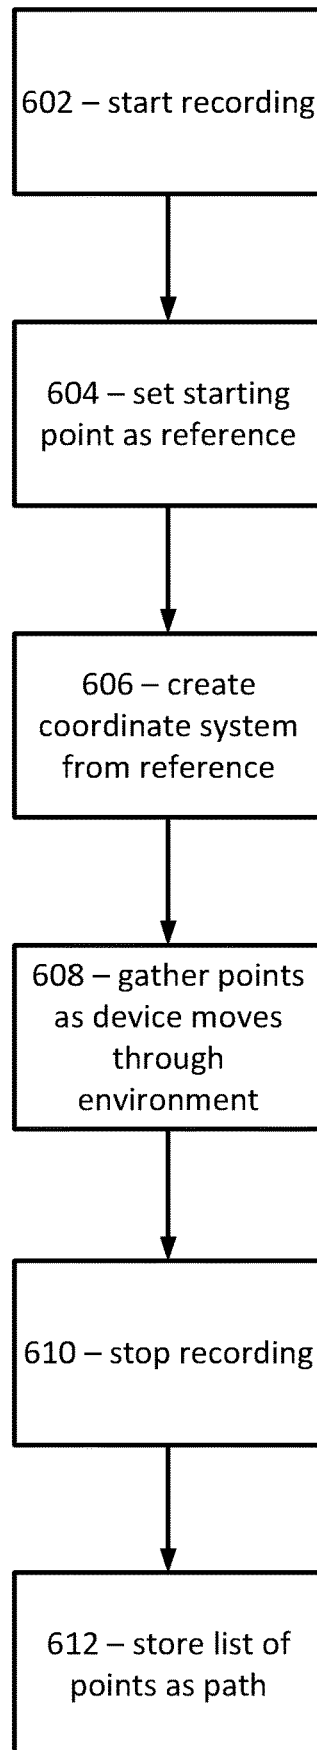 602 – start recording
604 – set starting
point as reference
606 – create
coordinate system
from reference
608 – gather points
as device moves
through
environment
610 – stop recording
612 – store list of
points as path